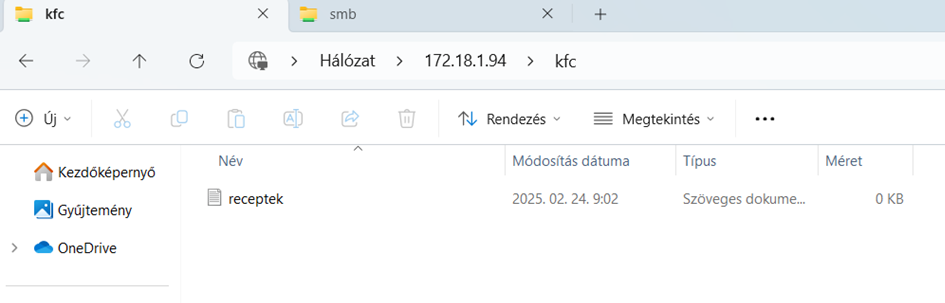 kfc
smb
Hálózat > 172.18.1.94 > kfc
Új
Rendezés
Megtekintés
Név
Módosítás dátuma
Típus
Méret
receptek
2025. 02. 24. 9:02
Szöveges dokume...
0 KB
Kezdőképernyő
Gyűjtemény
OneDrive